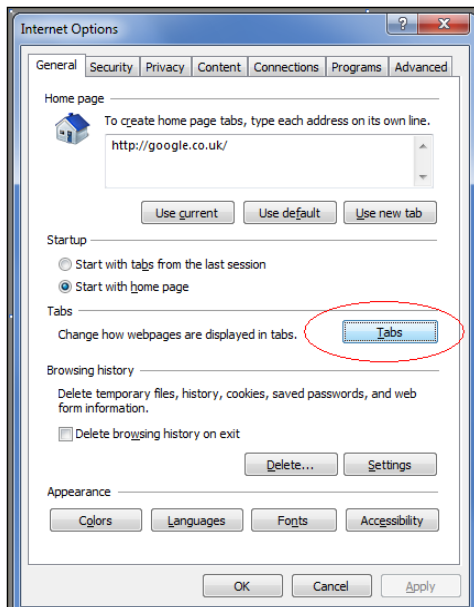 Internet Options
?
X
General Security Privacy Content Connections Programs Advanced
Home page
To create home page tabs, type each address on its own line.
http://google.co.uk/
Use current Use default Use new tab
Startup
Start with tabs from the last session
Start with home page
Tabs
Change how webpages are displayed in tabs. Tabs
Browsing history
Delete temporary files, history, cookies, saved passwords, and web
form information.
Delete browsing history on exit
Delete... Settings
Appearance
Colors Languages Fonts Accessibility
OK Cancel Apply